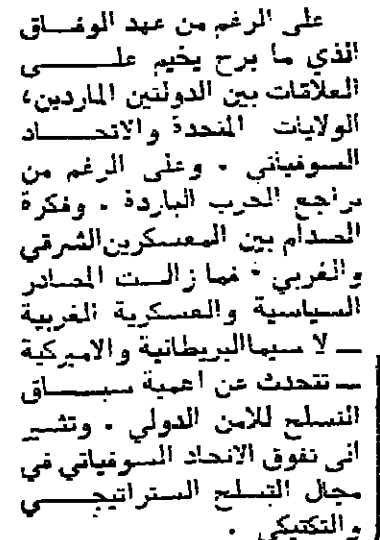 على الرغم من عهد الوفاق
الذي ما برح يخيم على
العلاقات بين الدولتين الماردين،
الولايات المتحدة والاتحاد
السوفياتي . وعلى الرغم من
تراجع الحرب الباردة . وفكرة
الصدام بين المعسكرين الشرقي
والغربي ، فما زالت المصادر
السياسية والعسكرية الغربية
— لا سيما البريطانية والاميركية
— تتحدث عن اهمية سباق
التسلح للامن الدولي . وتشير
الى تفوق الاتحاد السوفياتي في
مجال التسلح الستراتيجي
والتكتيكي .